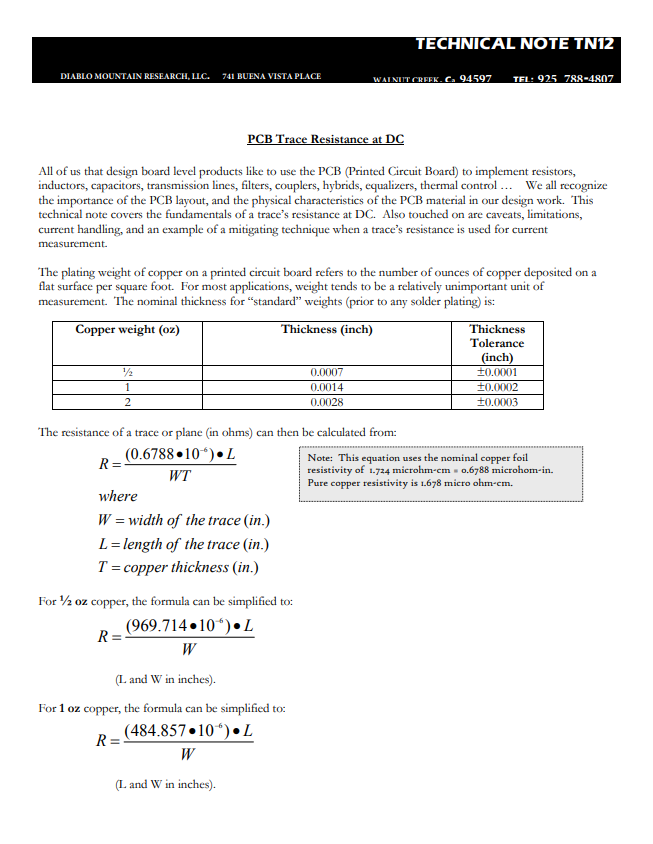 TECHNICAL NOTE TN12
DIABLO MOUNTAIN RESEARCH, LLC. 741 BUENA VISTA PLACE WALNUT CREEK, Ca 94597 TEL: 925 788-4807
PCB Trace Resistance at DC
All of us that design board level products like to use the PCB (Printed Circuit Board) to implement resistors,
inductors, capacitors, transmission lines, filters, couplers, hybrids, equalizers, thermal control … We all recognize
the importance of the PCB layout, and the physical characteristics of the PCB material in our design work. This
technical note covers the fundamentals of a trace's resistance at DC. Also touched on are caveats, limitations,
current handling, and an example of a mitigating technique when a trace's resistance is used for current
measurement.
The plating weight of copper on a printed circuit board refers to the number of ounces of copper deposited on a
flat surface per square foot. For most applications, weight tends to be a relatively unimportant unit of
measurement. The nominal thickness for “standard” weights (prior to any solder plating) is:
Copper weight (oz) Thickness (inch) Thickness
Tolerance
(inch)
½ 0.0007 ±0.0001
1 0.0014 ±0.0002
2 0.0028 ±0.0003
The resistance of a trace or plane (in ohms) can then be calculated from:
R = (0.6788●10⁻⁶)●L
WT
where
W = width of the trace (in.)
L = length of the trace (in.)
T = copper thickness (in.)
Note: This equation uses the nominal copper foil
resistivity of 1.724 microhm-cm = 0.6788 microhom-in.
Pure copper resistivity is 1.678 micro ohm-cm.
For ½ oz copper, the formula can be simplified to:
R = (969.714●10⁻⁶)●L
W
(L and W in inches).
For 1 oz copper, the formula can be simplified to:
R = (484.857●10⁻⁶)●L
W
(L and W in inches).